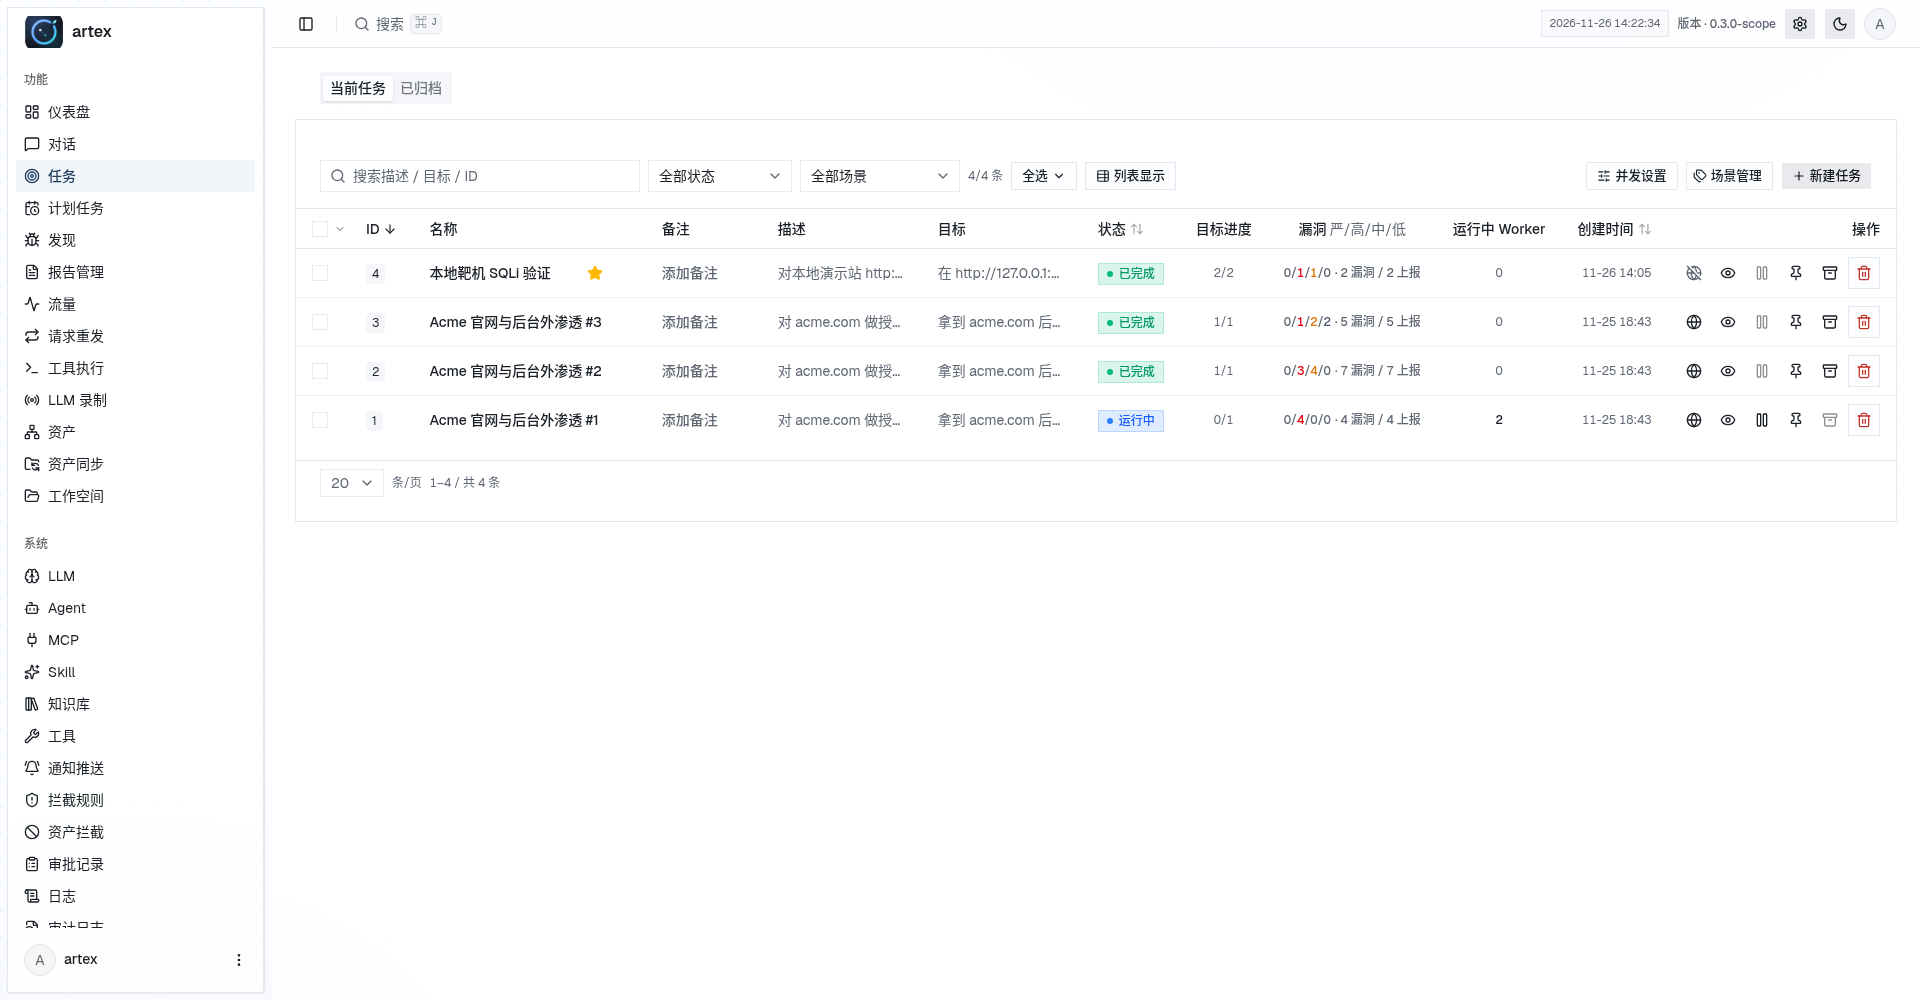 artex
搜索 ⌘ J
2026-11-26 14:22:34
版本 · 0.3.0-scope
A
功能
仪表盘
对话
任务
计划任务
发现
报告管理
流量
请求重发
工具执行
LLM 录制
资产
资产同步
工作空间
系统
LLM
Agent
MCP
Skill
知识库
工具
通知推送
拦截规则
资产拦截
审批记录
日志
审计日志
A artex
当前任务 已归档
搜索描述 / 目标 / ID 全部状态 全部场景 4/4 条 全选 列表显示 并发设置 场景管理 新建任务
ID 名称 备注 描述 目标 状态 目标进度 漏洞 严/高/中/低 运行中 Worker 创建时间 操作
4 本地靶机 SQLi 验证 添加备注 对本地演示站 http:... 在 http://127.0.0.1:... 已完成 2/2 0/1/1/0 · 2 漏洞 / 2 上报 0 11-26 14:05
3 Acme 官网与后台外渗透 #3 添加备注 对 acme.com 做授... 拿到 acme.com 后... 已完成 1/1 0/1/2/2 · 5 漏洞 / 5 上报 0 11-25 18:43
2 Acme 官网与后台外渗透 #2 添加备注 对 acme.com 做授... 拿到 acme.com 后... 已完成 1/1 0/3/4/0 · 7 漏洞 / 7 上报 0 11-25 18:43
1 Acme 官网与后台外渗透 #1 添加备注 对 acme.com 做授... 拿到 acme.com 后... 运行中 0/1 0/4/0/0 · 4 漏洞 / 4 上报 2 11-25 18:43
20 条/页 1–4 / 共 4 条